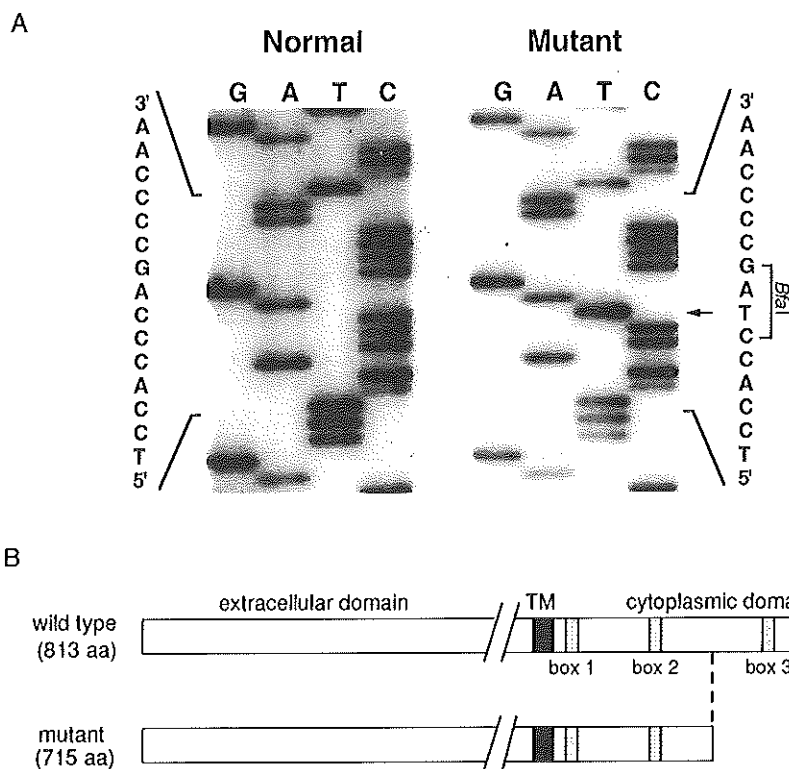 A
Normal
Mutant
G A T C
G A T C
3'
A
A
C
C
C
C
G
A
C
C
C
A
C
C
T
5'
3'
A
A
C
C
C
C
G
A
T
C
C
A
C
C
T
5'
BfaI
B
extracellular domain
TM
cytoplasmic doma
wild type
(813 aa)
box 1
box 2
box 3
mutant
(715 aa)